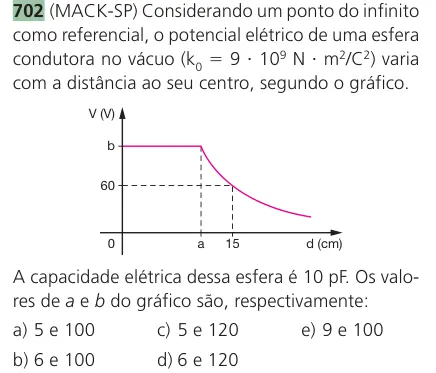 702 (MACK-SP) Considerando um ponto do infinito
como referencial, o potencial elétrico de uma esfera
condutora no vácuo (k₀ = 9 · 10⁹ N · m²/C²) varia
com a distância ao seu centro, segundo o gráfico.
V (V)
b
60
0 a 15 d (cm)
A capacidade elétrica dessa esfera é 10 pF. Os valo-
res de a e b do gráfico são, respectivamente:
a) 5 e 100 c) 5 e 120 e) 9 e 100
b) 6 e 100 d) 6 e 120